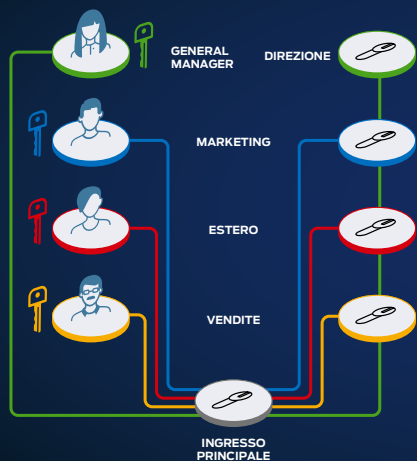 GENERAL
MANAGER
DIREZIONE
MARKETING
ESTERO
VENDITE
INGRESSO
PRINCIPALE